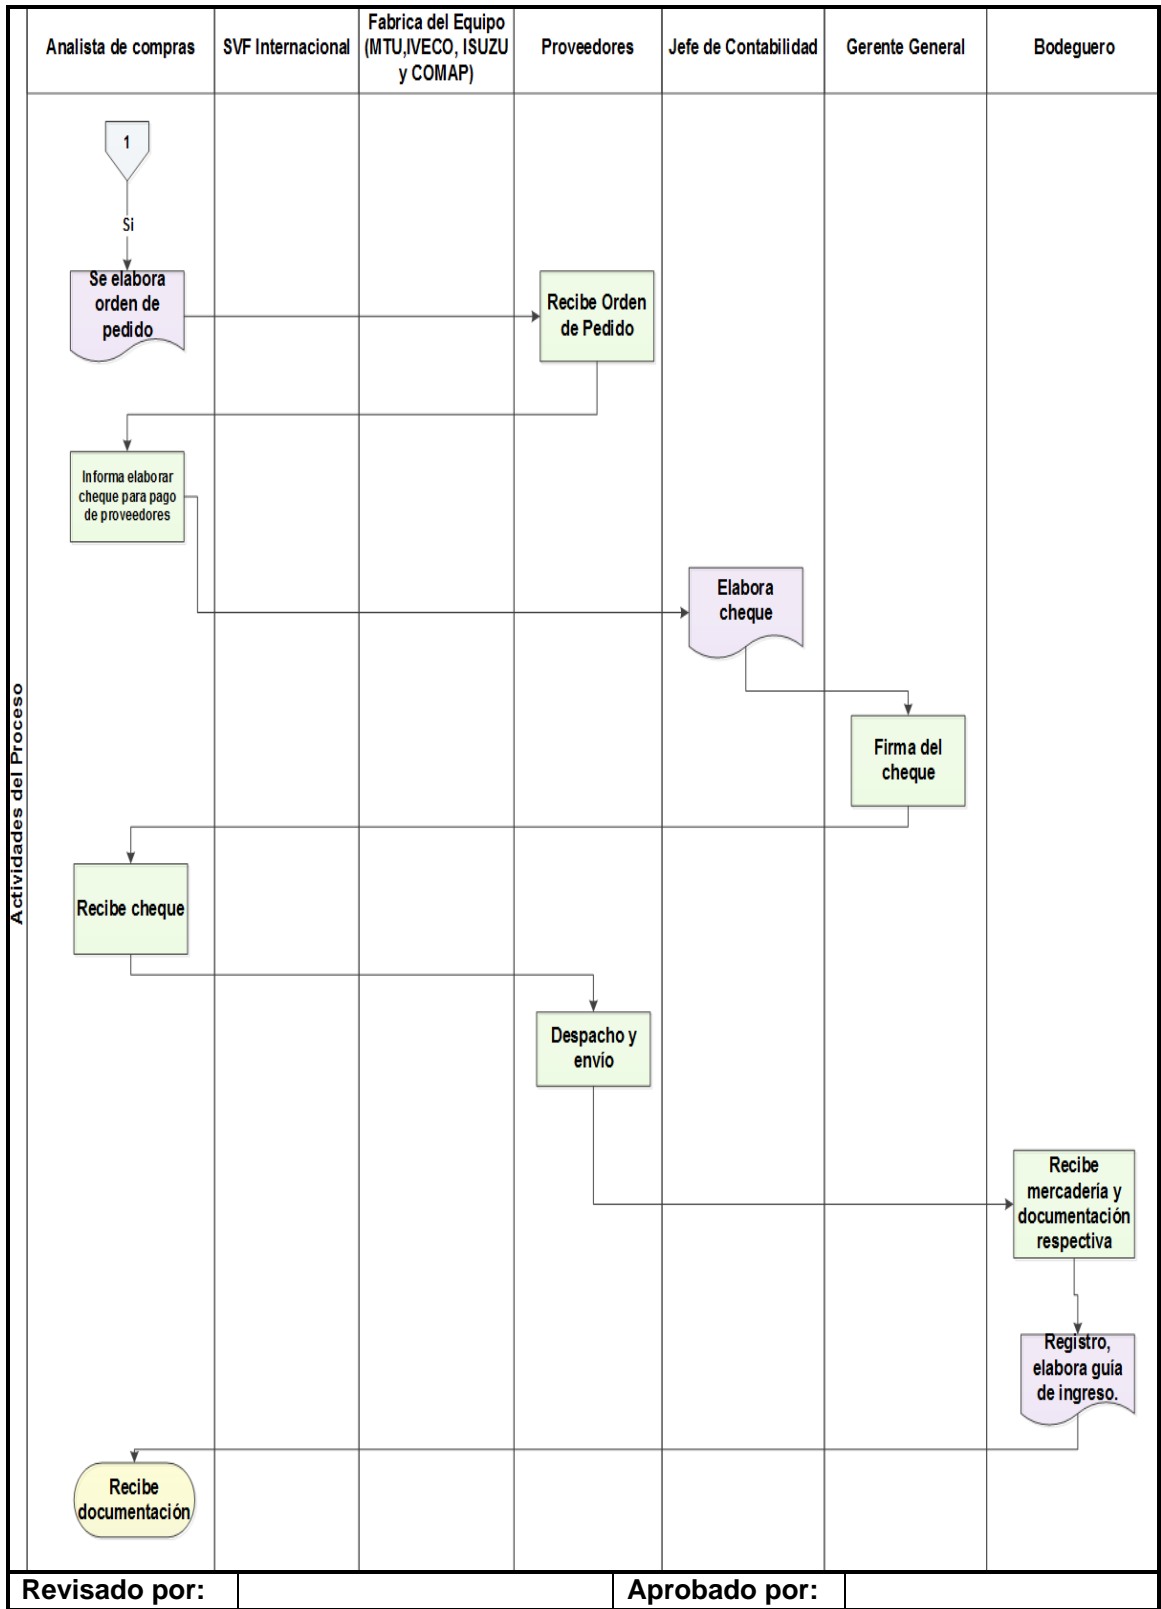 Analista de compras
SVF Internacional
Fabrica del Equipo
(MTU,IVECO, ISUZU
y COMAP)
Proveedores
Jefe de Contabilidad
Gerente General
Bodeguero
Actividades del Proceso
1
Si
Se elabora
orden de
pedido
Recibe Orden
de Pedido
Informa elaborar
cheque para pago
de proveedores
Elabora
cheque
Firma del
cheque
Recibe cheque
Despacho y
envío
Recibe
mercadería y
documentación
respectiva
Registro,
elabora guía
de ingreso.
Recibe
documentación
Revisado por:
Aprobado por: